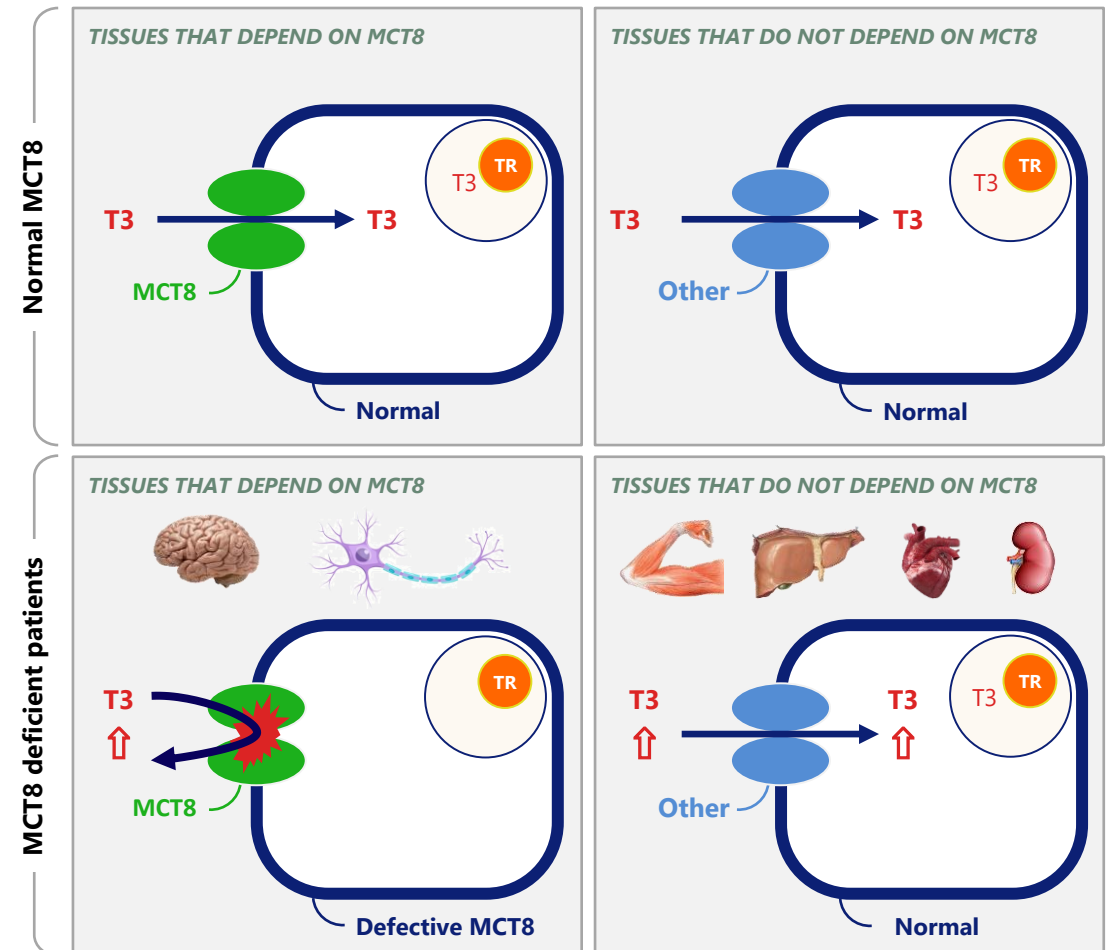 Normal MCT8
TISSUES THAT DEPEND ON MCT8
TR
T3
T3
T3
MCT8
Normal
TISSUES THAT DO NOT DEPEND ON MCT8
TR
T3
T3
T3
Other
Normal
MCT8 deficient patients
TISSUES THAT DEPEND ON MCT8
TR
T3
MCT8
Defective MCT8
TISSUES THAT DO NOT DEPEND ON MCT8
TR
T3
T3
T3
Other
Normal